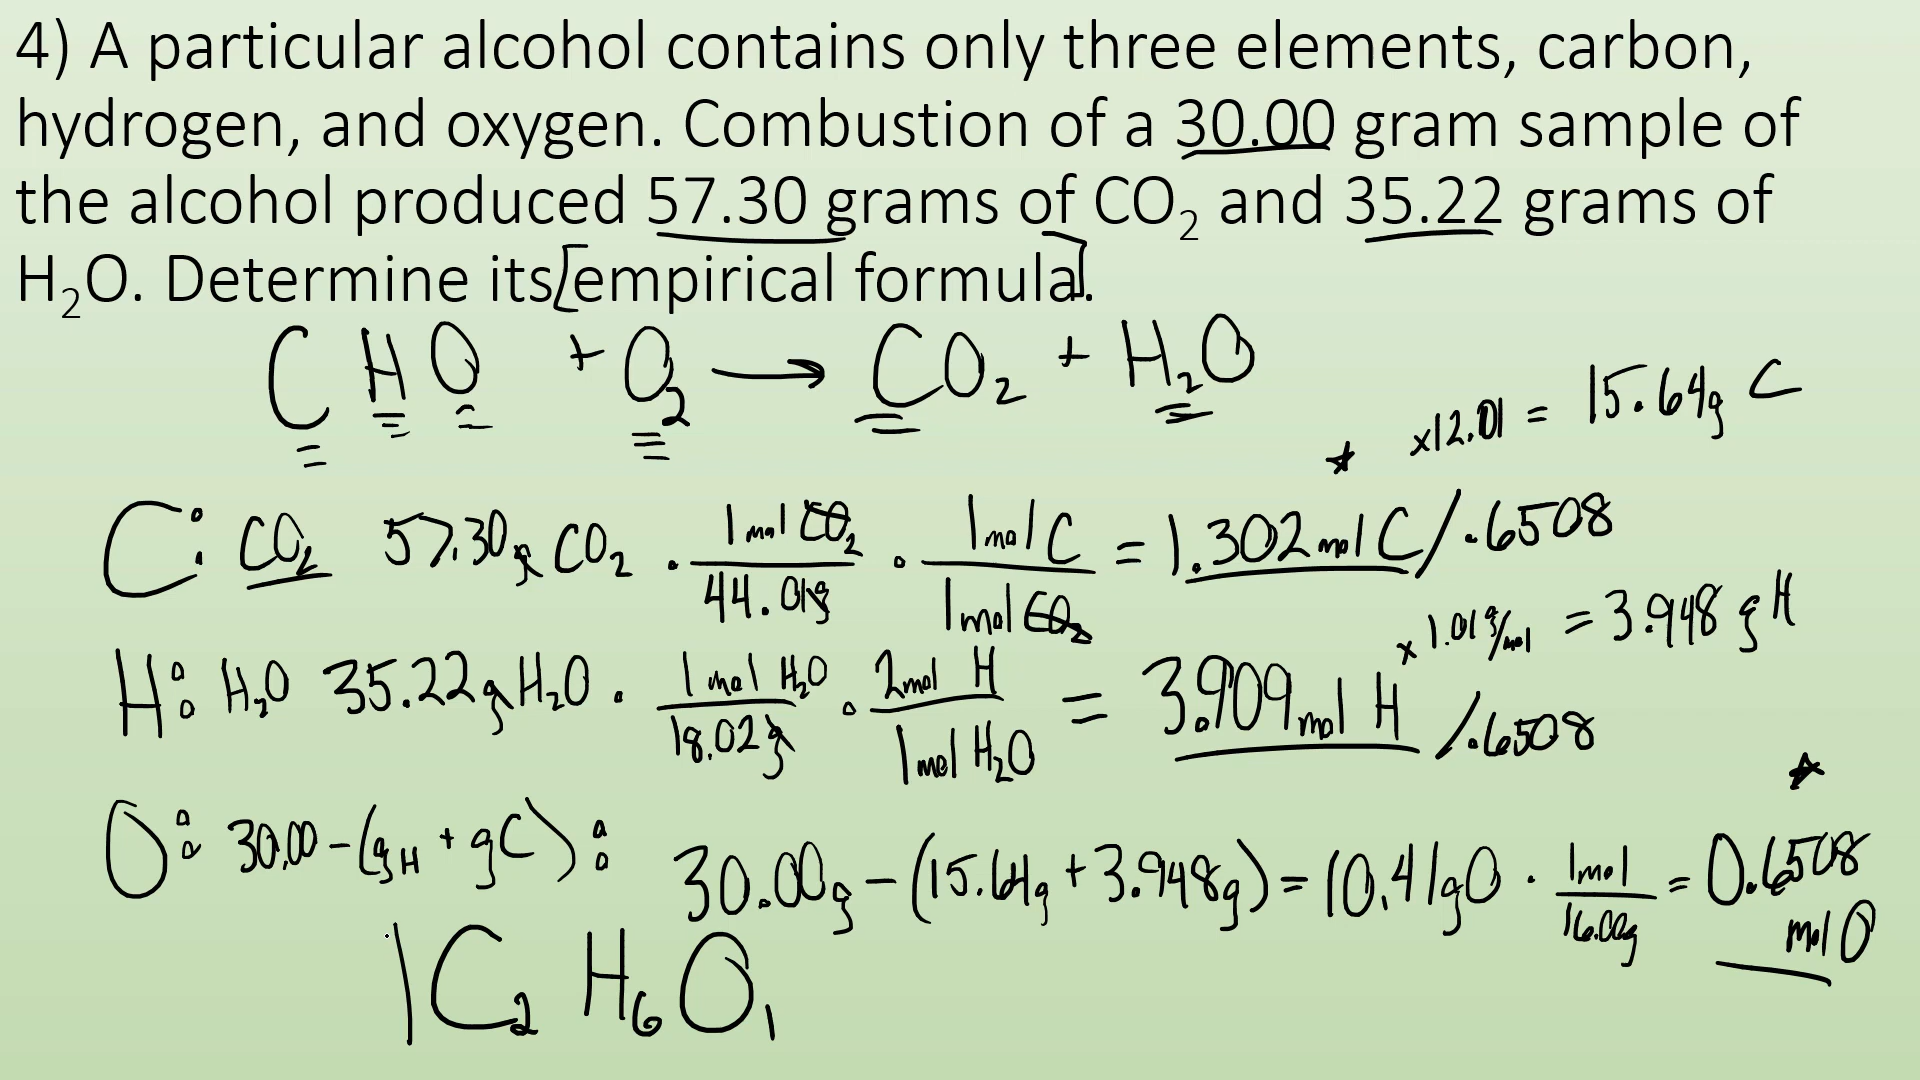 4) A particular alcohol contains only three elements, carbon,
hydrogen, and oxygen. Combustion of a 30.00 gram sample of
the alcohol produced 57.30 grams of CO₂ and 35.22 grams of
H₂O. Determine its [empirical formula].
C H O + O₂ → CO₂ + H₂O
x12.01 = 15.64g C
C: CO₂ 57.30g CO₂ · 1 mol CO₂ / 44.01g · 1 mol C / 1 mol CO₂ = 1.302 mol C / .6508
x 1.01 g/mol = 3.948 g H
H: H₂O 35.22g H₂O · 1 mol H₂O / 18.02g · 2 mol H / 1 mol H₂O = 3.909 mol H / .6508
O: 30.00 - (gH + gC):
30.00g - (15.64g + 3.948g) = 10.41g O · 1 mol / 16.00g = 0.6508 mol O
C₂ H₆ O₁